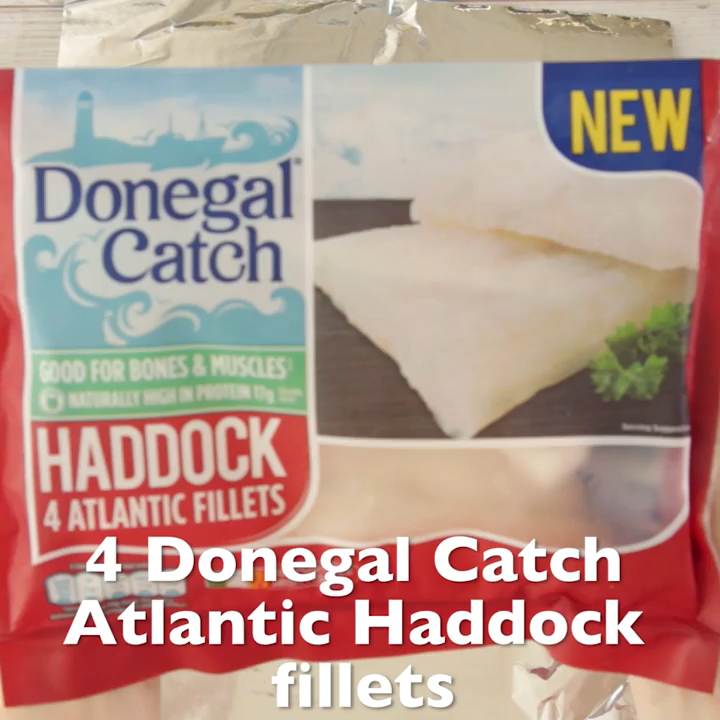 NEW
Donegal
Catch
GOOD FOR BONES & MUSCLES
NATURALLY HIGH IN PROTEIN 17g
HADDOCK
4 ATLANTIC FILLETS
4 Donegal Catch
Atlantic Haddock
fillets